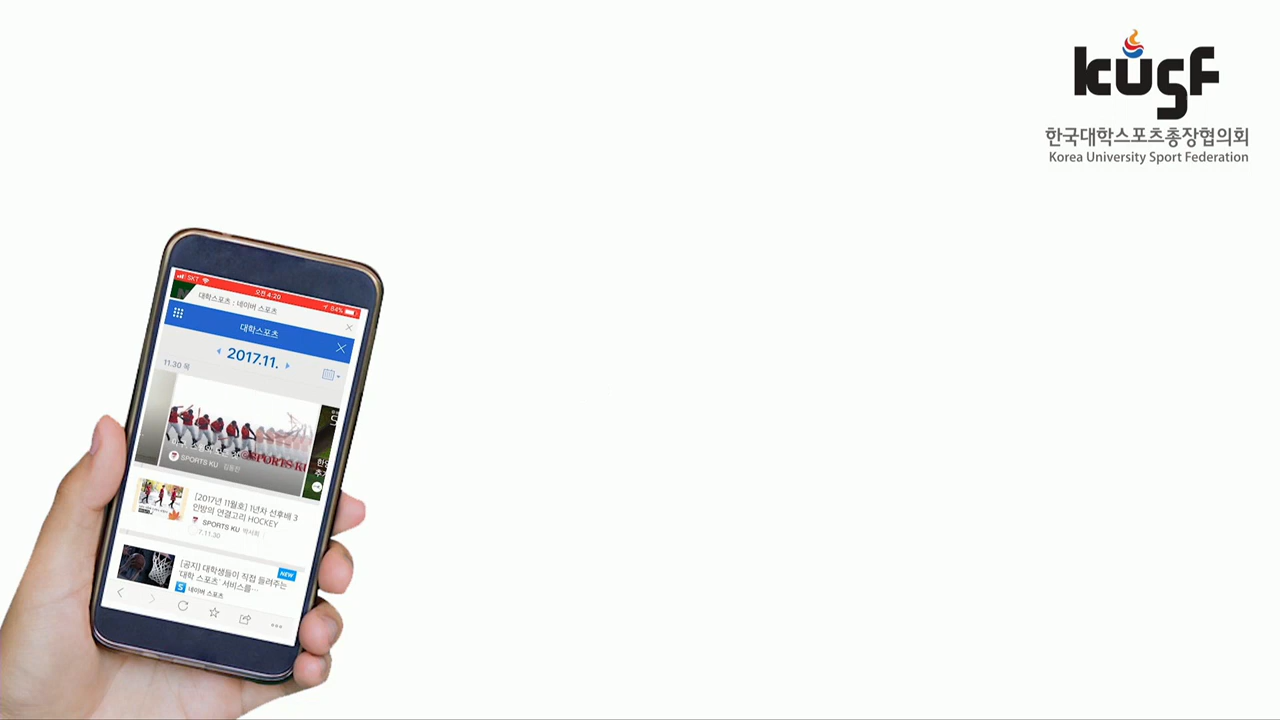 kusf
한국대학스포츠총장협의회
Korea University Sport Federation
SKT
오전 4:20
84%
대학스포츠 : 네이버 스포츠
대학스포츠
2017.11.
11.30 목
SPORTS KU 김동현
[2017년 11월호] 1년차 선후배 3
인방의 연결고리 HOCKEY
SPORTS KU
7.11.30
[공지] 대학생들이 직접 들려주는
NEW
'대학 스포츠' 서비스를…
S 네이버 스포츠